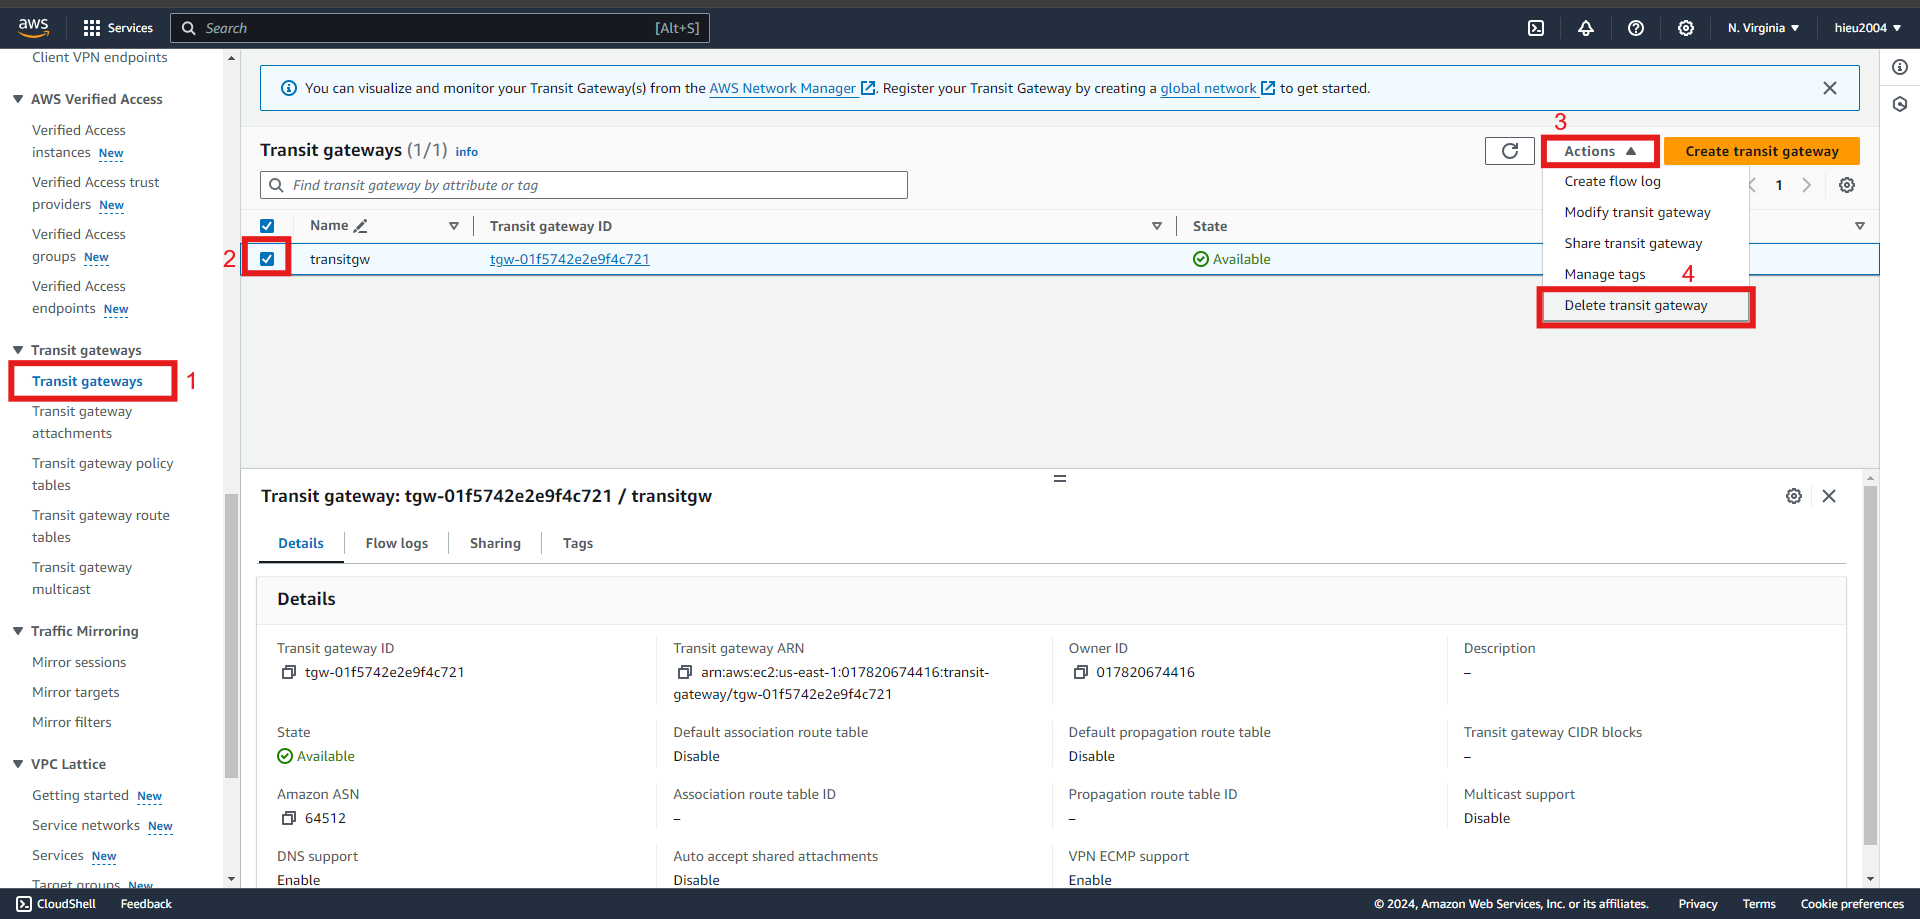 aws
Services
Search
[Alt+S]
N. Virginia
hieu2004
Client VPN endpoints
AWS Verified Access
Verified Access
instances New
Verified Access trust
providers New
Verified Access
groups New
Verified Access
endpoints New
Transit gateways
Transit gateways
1
Transit gateway
attachments
Transit gateway policy
tables
Transit gateway route
tables
Transit gateway
multicast
Traffic Mirroring
Mirror sessions
Mirror targets
Mirror filters
VPC Lattice
Getting started New
Service networks New
Services New
Target groups New
You can visualize and monitor your Transit Gateway(s) from the AWS Network Manager. Register your Transit Gateway by creating a global network to get started.
3
Transit gateways (1/1) info
Actions
Create transit gateway
Find transit gateway by attribute or tag
1
Create flow log
Modify transit gateway
Share transit gateway
Manage tags
4
Delete transit gateway
Name
Transit gateway ID
State
2
transitgw
tgw-01f5742e2e9f4c721
Available
Transit gateway: tgw-01f5742e2e9f4c721 / transitgw
Details
Flow logs
Sharing
Tags
Details
Transit gateway ID
tgw-01f5742e2e9f4c721
Transit gateway ARN
arn:aws:ec2:us-east-1:017820674416:transit-
gateway/tgw-01f5742e2e9f4c721
Owner ID
017820674416
Description
–
State
Available
Default association route table
Disable
Default propagation route table
Disable
Transit gateway CIDR blocks
–
Amazon ASN
64512
Association route table ID
–
Propagation route table ID
–
Multicast support
Disable
DNS support
Enable
Auto accept shared attachments
Disable
VPN ECMP support
Enable
CloudShell
Feedback
© 2024, Amazon Web Services, Inc. or its affiliates.
Privacy
Terms
Cookie preferences